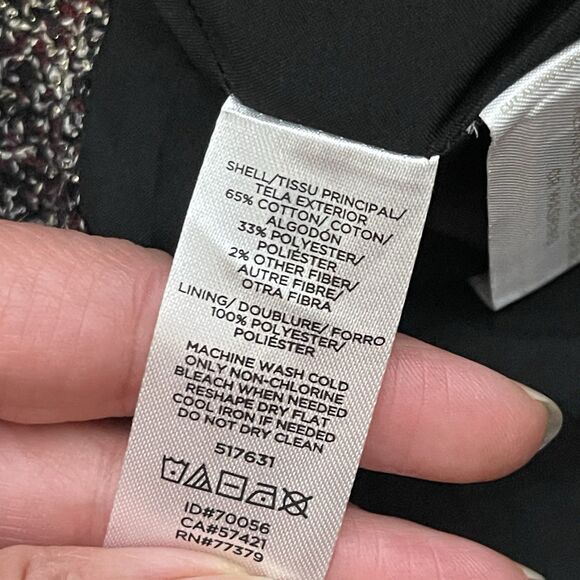 SHELL/TISSU PRINCIPAL/
TELA EXTERIOR
65% COTTON/COTON/
ALGODÓN
33% POLYESTER/
POLIÉSTER
2% OTHER FIBER/
AUTRE FIBRE/
OTRA FIBRA
LINING/ DOUBLURE/FORRO
100% POLYESTER/
POLIÉSTER
MACHINE WASH COLD
ONLY NON-CHLORINE
BLEACH WHEN NEEDED
RESHAPE DRY FLAT
COOL IRON IF NEEDED
DO NOT DRY CLEAN
517631
ID#70056
CA#57421
RN#77379